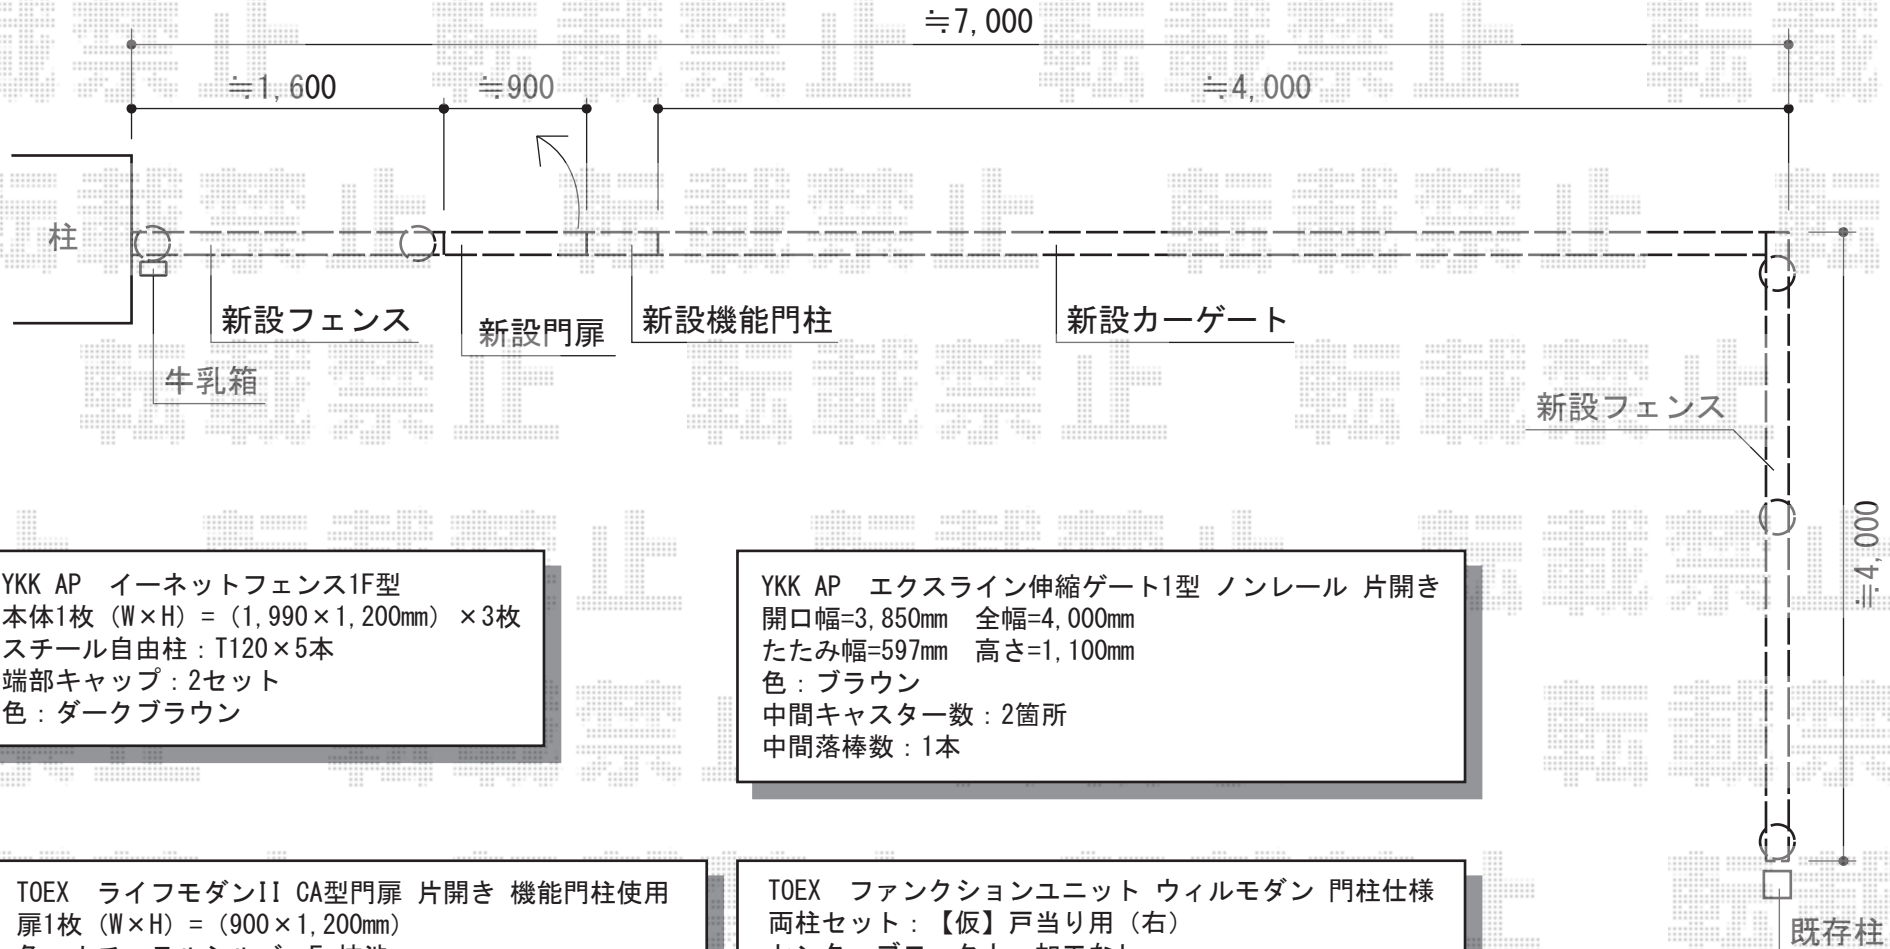 ≒7,000
≒1,600
≒900
≒4,000
柱
新設フェンス
新設門扉
新設機能門柱
新設カーゲート
牛乳箱
新設フェンス
≒4,000
YKK AP イーネットフェンス1F型
本体1枚 (W×H) = (1,990×1,200mm) ×3枚
スチール自由柱：T120×5本
端部キャップ：2セット
色：ダークブラウン
YKK AP エクスライン伸縮ゲート1型 ノンレール 片開き
開口幅=3,850mm 全幅=4,000mm
たたみ幅=597mm 高さ=1,100mm
色：ブラウン
中間キャスター数：2箇所
中間落棒数：1本
TOEX ライフモダンII CA型門扉 片開き 機能門柱使用
扉1枚 (W×H) = (900×1,200mm)
TOEX ファンクションユニット ウィルモダン 門柱仕様
両柱セット：【仮】戸当り用（右）
既存柱
転載禁止